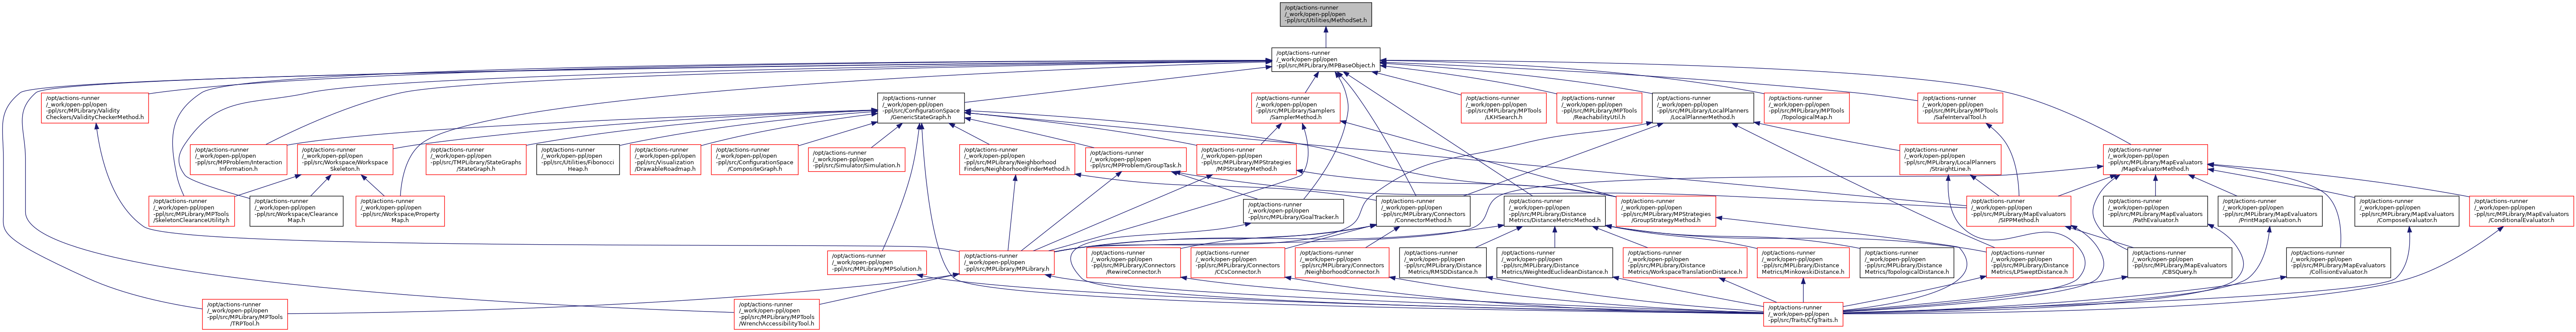 /opt/actions-runner
/_work/open-ppl/open
-ppl/src/Utilities/MethodSet.h
/opt/actions-runner
/_work/open-ppl/open
-ppl/src/MPLibrary/MPBaseObject.h
/opt/actions-runner
/_work/open-ppl/open
-ppl/src/MPLibrary/Validity
Checkers/ValidityCheckerMethod.h
/opt/actions-runner
/_work/open-ppl/open
-ppl/src/ConfigurationSpace
/GenericStateGraph.h
/opt/actions-runner
/_work/open-ppl/open
-ppl/src/MPLibrary/Samplers
/SamplerMethod.h
/opt/actions-runner
/_work/open-ppl/open
-ppl/src/MPLibrary/MPTools
/LKHSearch.h
/opt/actions-runner
/_work/open-ppl/open
-ppl/src/MPLibrary/MPTools
/ReachabilityUtil.h
/opt/actions-runner
/_work/open-ppl/open
-ppl/src/MPLibrary/LocalPlanners
/LocalPlannerMethod.h
/opt/actions-runner
/_work/open-ppl/open
-ppl/src/MPLibrary/MPTools
/TopologicalMap.h
/opt/actions-runner
/_work/open-ppl/open
-ppl/src/MPLibrary/MPTools
/SafeIntervalTool.h
/opt/actions-runner
/_work/open-ppl/open
-ppl/src/MPProblem/Interaction
Information.h
/opt/actions-runner
/_work/open-ppl/open
-ppl/src/Workspace/Workspace
Skeleton.h
/opt/actions-runner
/_work/open-ppl/open
-ppl/src/TMPLibrary/StateGraphs
/StateGraph.h
/opt/actions-runner
/_work/open-ppl/open
-ppl/src/Utilities/Fibonocci
Heap.h
/opt/actions-runner
/_work/open-ppl/open
-ppl/src/Visualization
/DrawableRoadmap.h
/opt/actions-runner
/_work/open-ppl/open
-ppl/src/ConfigurationSpace
/CompositeGraph.h
/opt/actions-runner
/_work/open-ppl/open
-ppl/src/Simulator/Simulation.h
/opt/actions-runner
/_work/open-ppl/open
-ppl/src/MPLibrary/Neighborhood
Finders/NeighborhoodFinderMethod.h
/opt/actions-runner
/_work/open-ppl/open
-ppl/src/MPProblem/GroupTask.h
/opt/actions-runner
/_work/open-ppl/open
-ppl/src/MPLibrary/MPStrategies
/MPStrategyMethod.h
/opt/actions-runner
/_work/open-ppl/open
-ppl/src/MPLibrary/LocalPlanners
/StraightLine.h
/opt/actions-runner
/_work/open-ppl/open
-ppl/src/MPLibrary/MapEvaluators
/MapEvaluatorMethod.h
/opt/actions-runner
/_work/open-ppl/open
-ppl/src/MPLibrary/MPTools
/SkeletonClearanceUtility.h
/opt/actions-runner
/_work/open-ppl/open
-ppl/src/Workspace/Clearance
Map.h
/opt/actions-runner
/_work/open-ppl/open
-ppl/src/Workspace/Property
Map.h
/opt/actions-runner
/_work/open-ppl/open
-ppl/src/MPLibrary/GoalTracker.h
/opt/actions-runner
/_work/open-ppl/open
-ppl/src/MPLibrary/Connectors
/ConnectorMethod.h
/opt/actions-runner
/_work/open-ppl/open
-ppl/src/MPLibrary/Distance
Metrics/DistanceMetricMethod.h
/opt/actions-runner
/_work/open-ppl/open
-ppl/src/MPLibrary/MPStrategies
/GroupStrategyMethod.h
/opt/actions-runner
/_work/open-ppl/open
-ppl/src/MPLibrary/MapEvaluators
/SIPPMethod.h
/opt/actions-runner
/_work/open-ppl/open
-ppl/src/MPLibrary/MapEvaluators
/PathEvaluator.h
/opt/actions-runner
/_work/open-ppl/open
-ppl/src/MPLibrary/MapEvaluators
/PrintMapEvaluation.h
/opt/actions-runner
/_work/open-ppl/open
-ppl/src/MPLibrary/MapEvaluators
/ComposeEvaluator.h
/opt/actions-runner
/_work/open-ppl/open
-ppl/src/MPLibrary/MapEvaluators
/ConditionalEvaluator.h
/opt/actions-runner
/_work/open-ppl/open
-ppl/src/MPLibrary/MPSolution.h
/opt/actions-runner
/_work/open-ppl/open
-ppl/src/MPLibrary/MPLibrary.h
/opt/actions-runner
/_work/open-ppl/open
-ppl/src/MPLibrary/Connectors
/RewireConnector.h
/opt/actions-runner
/_work/open-ppl/open
-ppl/src/MPLibrary/Connectors
/CCsConnector.h
/opt/actions-runner
/_work/open-ppl/open
-ppl/src/MPLibrary/Connectors
/NeighborhoodConnector.h
/opt/actions-runner
/_work/open-ppl/open
-ppl/src/MPLibrary/Distance
Metrics/RMSDDistance.h
/opt/actions-runner
/_work/open-ppl/open
-ppl/src/MPLibrary/Distance
Metrics/WeightedEuclideanDistance.h
/opt/actions-runner
/_work/open-ppl/open
-ppl/src/MPLibrary/Distance
Metrics/WorkspaceTranslationDistance.h
/opt/actions-runner
/_work/open-ppl/open
-ppl/src/MPLibrary/Distance
Metrics/MinkowskiDistance.h
/opt/actions-runner
/_work/open-ppl/open
-ppl/src/MPLibrary/Distance
Metrics/TopologicalDistance.h
/opt/actions-runner
/_work/open-ppl/open
-ppl/src/MPLibrary/Distance
Metrics/LPSweptDistance.h
/opt/actions-runner
/_work/open-ppl/open
-ppl/src/MPLibrary/MapEvaluators
/CBSQuery.h
/opt/actions-runner
/_work/open-ppl/open
-ppl/src/MPLibrary/MapEvaluators
/CollisionEvaluator.h
/opt/actions-runner
/_work/open-ppl/open
-ppl/src/MPLibrary/MPTools
/TRPTool.h
/opt/actions-runner
/_work/open-ppl/open
-ppl/src/MPLibrary/MPTools
/WrenchAccessibilityTool.h
/opt/actions-runner
/_work/open-ppl/open
-ppl/src/Traits/CfgTraits.h